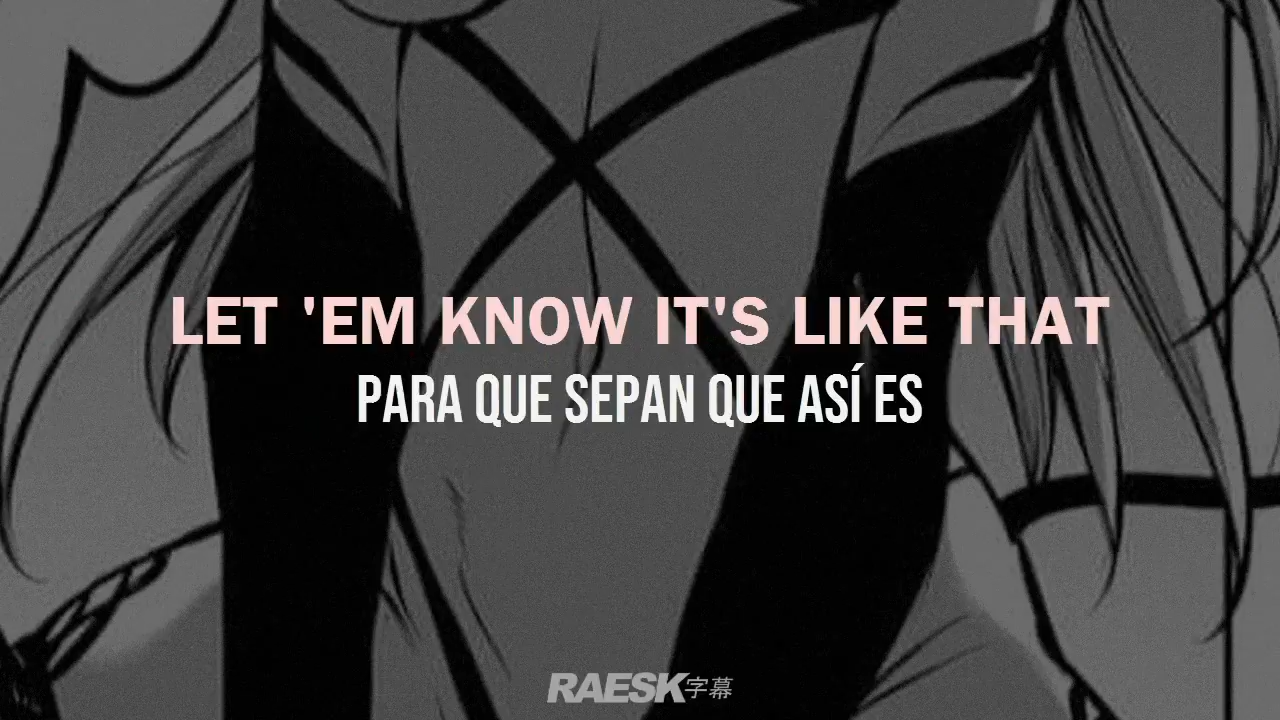 LET 'EM KNOW IT'S LIKE THAT
PARA QUE SEPAN QUE ASÍ ES
RAESK字幕